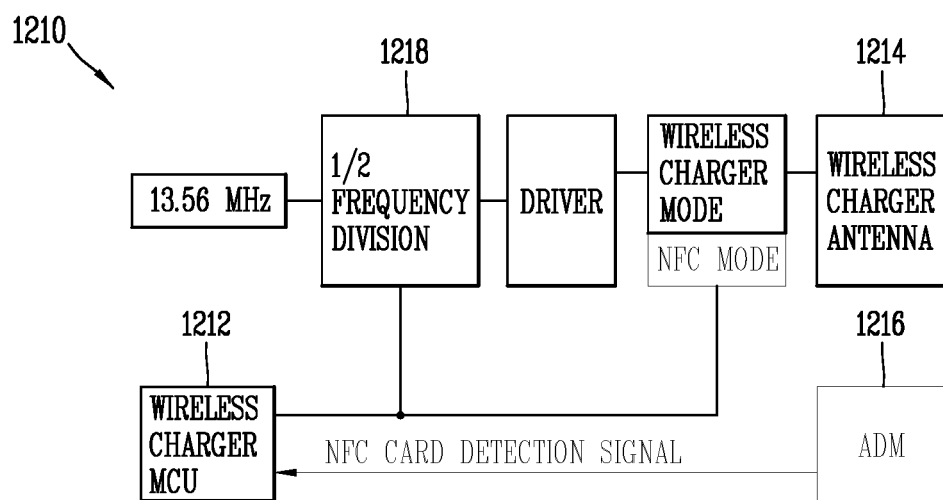 1210
1218
1214
13.56 MHz
1/2
FREQUENCY
DIVISION
DRIVER
WIRELESS
CHARGER
MODE
NFC MODE
WIRELESS
CHARGER
ANTENNA
1212
1216
WIRELESS
CHARGER
MCU
NFC CARD DETECTION SIGNAL
ADM